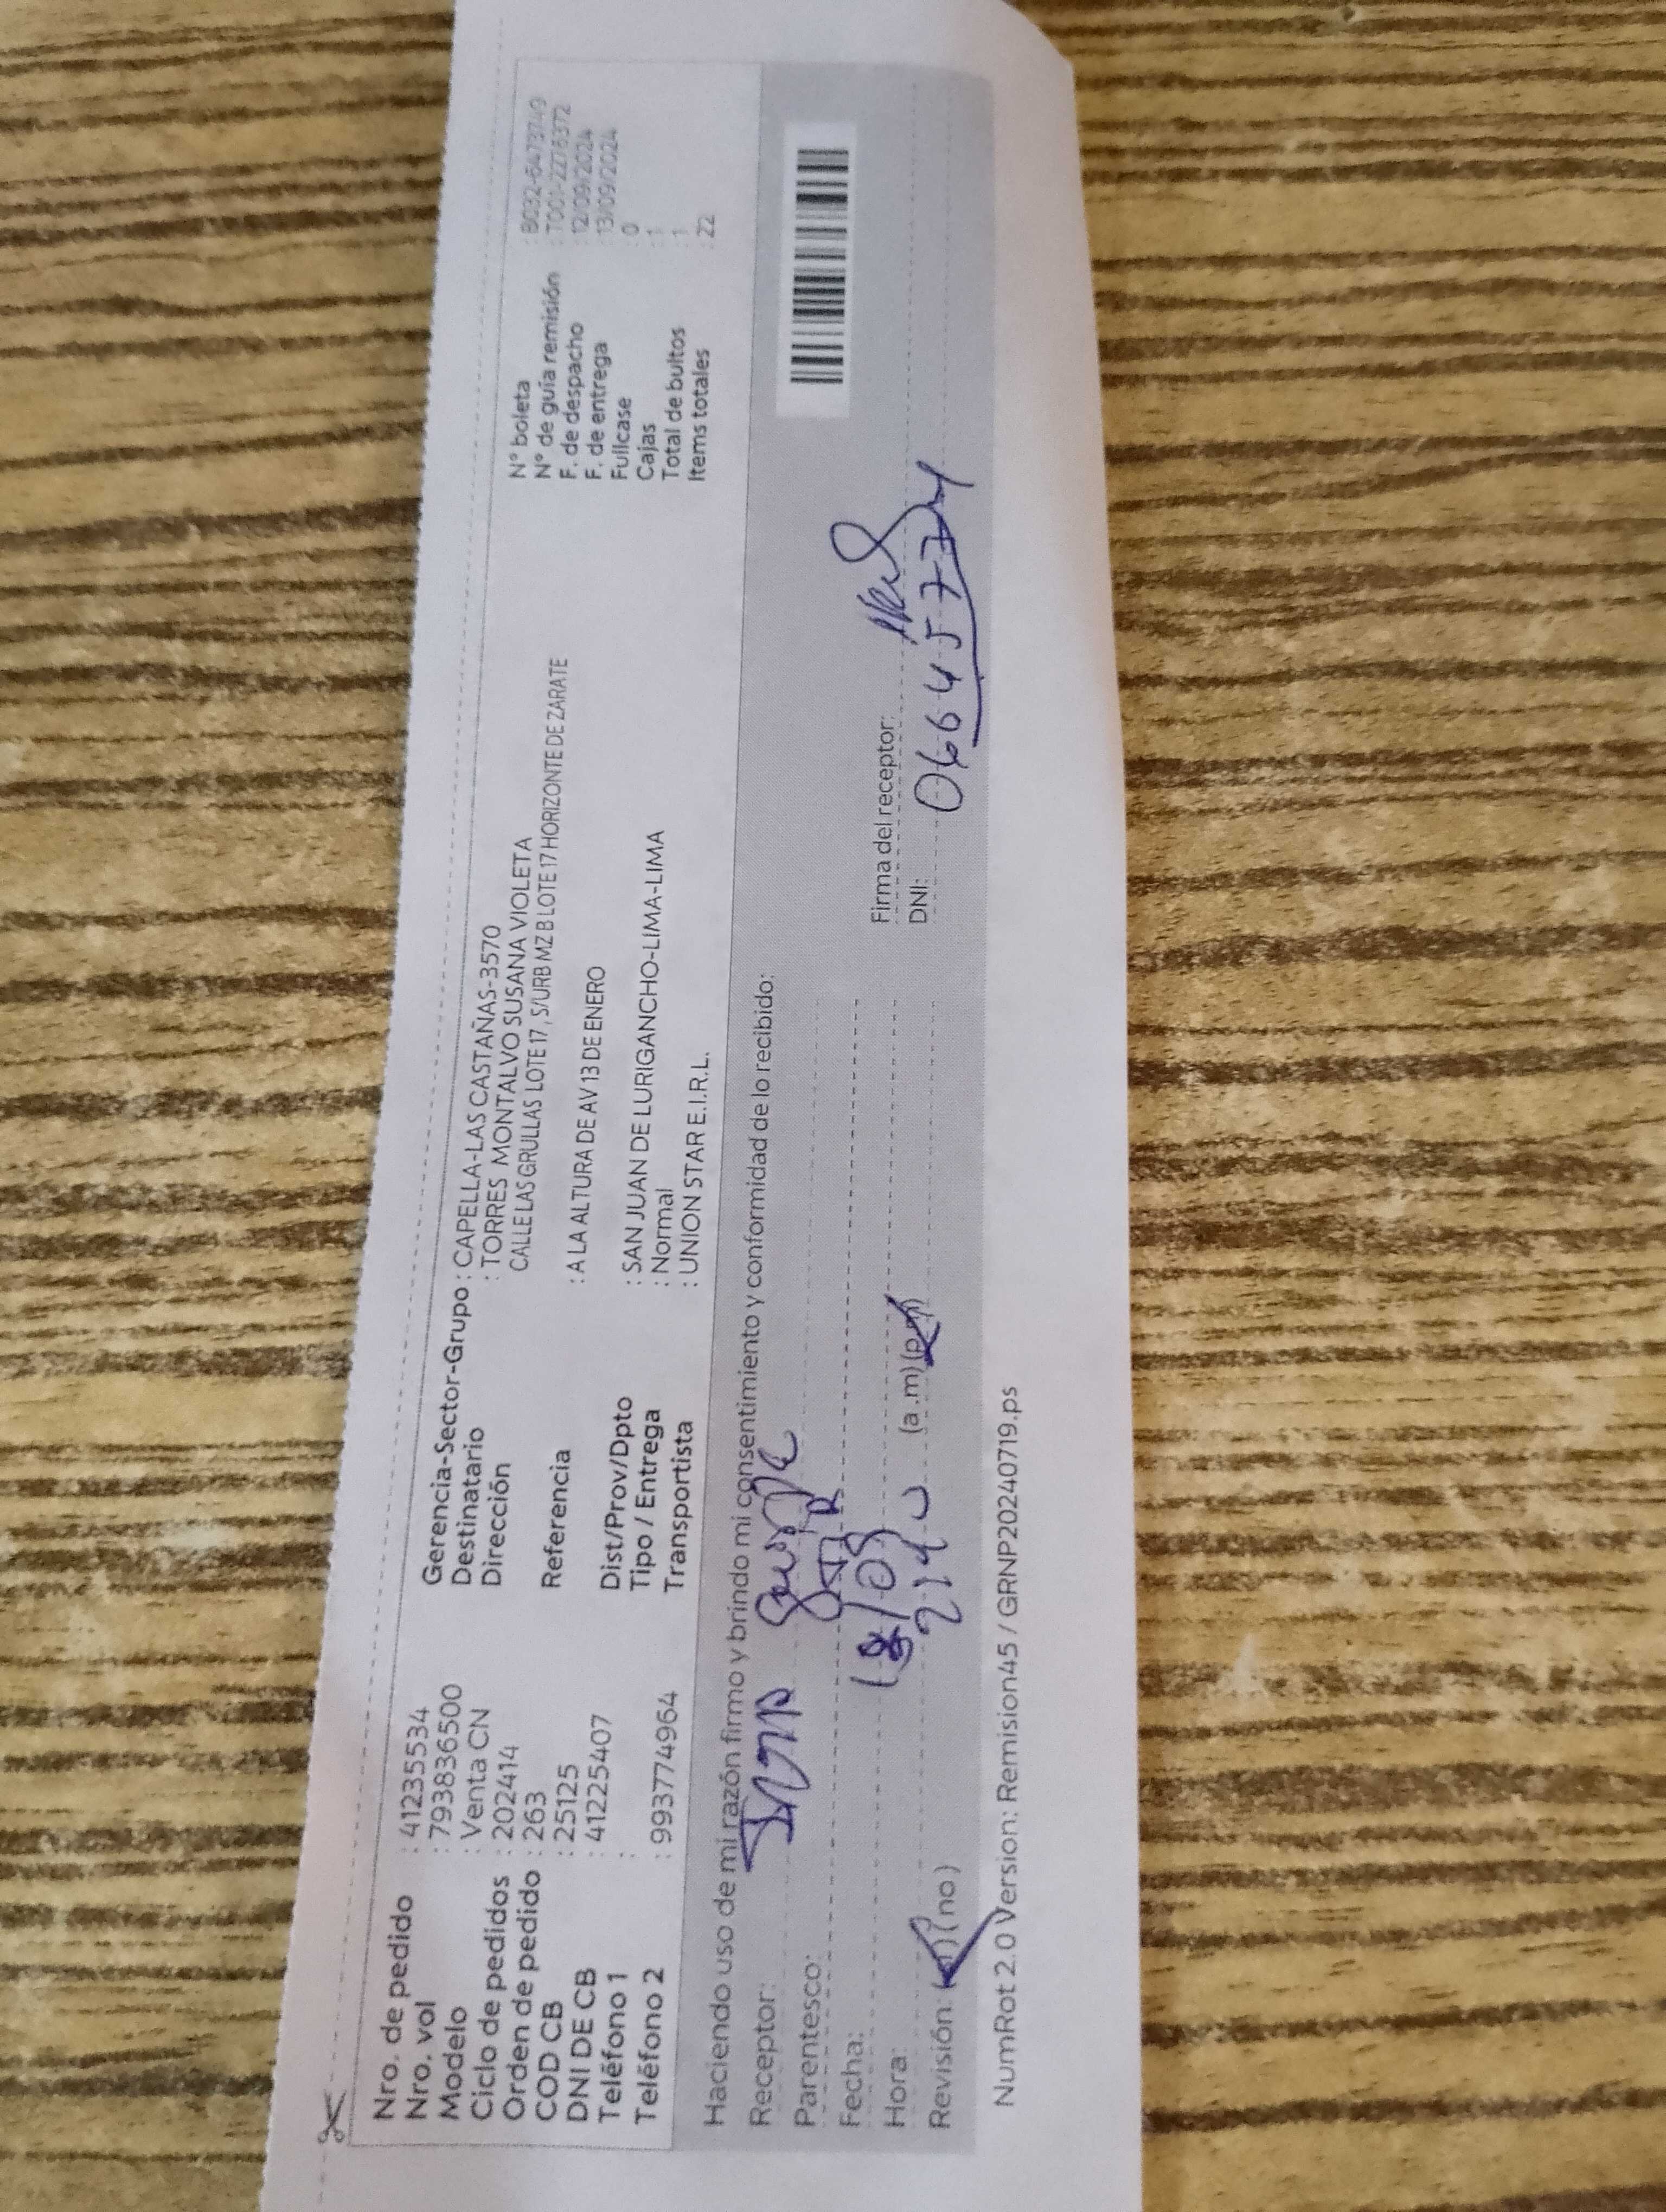 Nro. de pedido : 41235534
Nro. vol : 793836500
Modelo : Venta CN
Ciclo de pedidos : 202414
Orden de pedido : 263
COD CB : 25125
DNI DE CB : 41225407
Teléfono 1 :
Teléfono 2 : 993774964
Gerencia-Sector-Grupo : CAPELLA-LAS CASTAÑAS-3570
Destinatario : TORRES MONTALVO SUSANA VIOLETA
Dirección CALLE LAS GRULLAS LOTE 17, S/URB MZ B LOTE 17 HORIZONTE DE ZARATE
Referencia : A LA ALTURA DE AV 13 DE ENERO
Dist/Prov/Dpto : SAN JUAN DE LURIGANCHO-LIMA-LIMA
Tipo / Entrega : Normal
Transportista : UNION STAR E.I.R.L.
N° boleta : B032-6473749
N° de guía remisión : T001-2276372
F. de despacho : 12/09/2024
F. de entrega : 13/09/2024
Fullcase : 0
Cajas : 1
Total de bultos : 1
Items totales : 22
Haciendo uso de mi razón firmo y brindo mi consentimiento y conformidad de lo recibido:
Receptor:
Parentesco:
Fecha:
Hora: (a.m)(p.m)
Revisión: (no)
Firma del receptor:
DNI:
NumRot 2.0 Version: Remision45 / GRNP20240719.ps